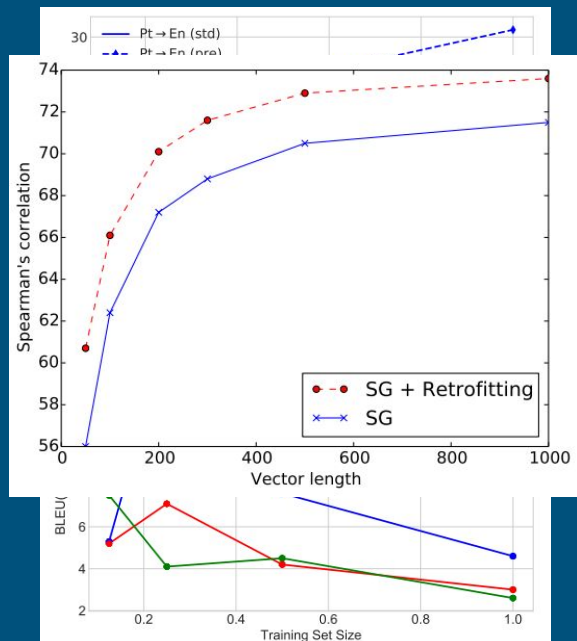 30
Pt→En (std)
Pt→En (pre)
74
72
70
68
66
64
62
60
58
56
Spearman's correlation
SG + Retrofitting
SG
0 200 400 600 800 1000
Vector length
BLEU(
6
2
0.2 0.4 0.6 0.8 1.0
Training Set Size